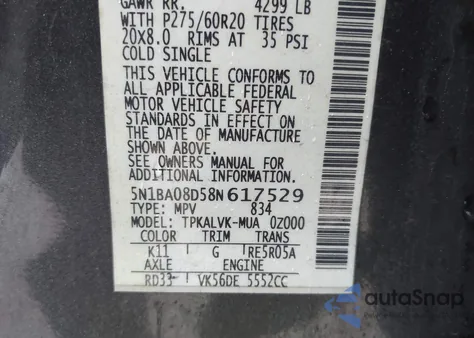 GAWR RR. 4299 LB
WITH P275/60R20 TIRES
20X8.0 RIMS AT 35 PSI
COLD SINGLE
THIS VEHICLE CONFORMS TO
ALL APPLICABLE FEDERAL
MOTOR VEHICLE SAFETY
STANDARDS IN EFFECT ON
THE DATE OF MANUFACTURE
SHOWN ABOVE.
SEE OWNERS MANUAL FOR
ADDITIONAL INFORMATION
5N1BA08D58N617529
TYPE: MPV 834
MODEL: TPKALVK-MUA 0Z000
COLOR TRIM TRANS
K11 G RE5R05A
AXLE ENGINE
RD33 VK56DE 5552CC
autoSnap